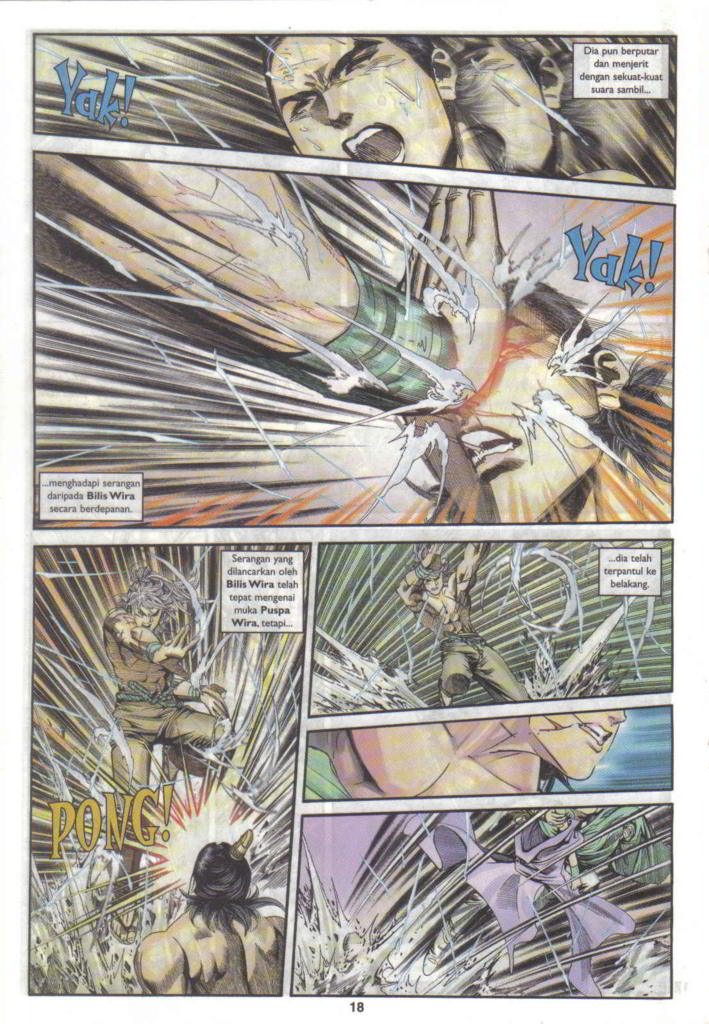 Dia pun berputar
dan menjerit
dengan sekuat-kuat
suara sambil...
Yak!
Yak!
...menghadapi serangan
daripada Bilis Wira
secara berdepanan.
Serangan yang
dilancarkan oleh
Bilis Wira telah
tepat mengenai
muka Puspa
Wira, tetapi...
PONG!
...dia telah
terpantul ke
belakang.
18